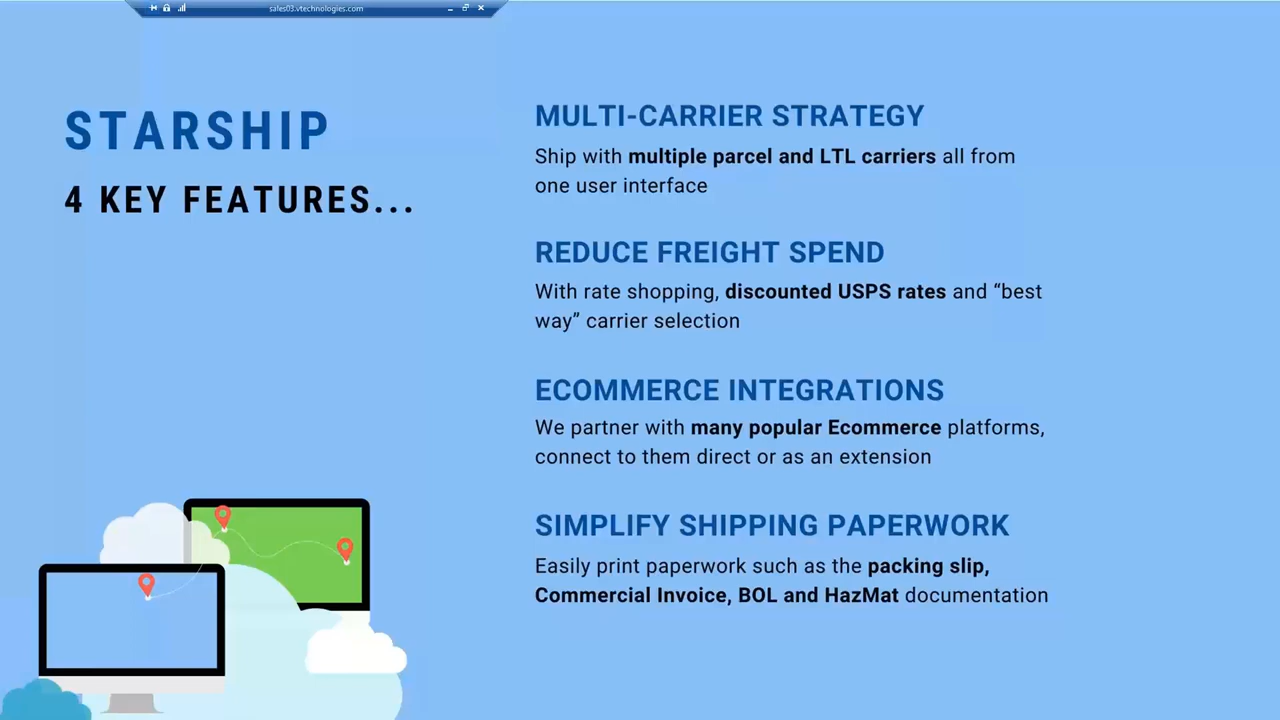 sales03.vtechnologies.com
STARSHIP
4 KEY FEATURES...
MULTI-CARRIER STRATEGY
Ship with multiple parcel and LTL carriers all from
one user interface
REDUCE FREIGHT SPEND
With rate shopping, discounted USPS rates and “best
way” carrier selection
ECOMMERCE INTEGRATIONS
We partner with many popular Ecommerce platforms,
connect to them direct or as an extension
SIMPLIFY SHIPPING PAPERWORK
Easily print paperwork such as the packing slip,
Commercial Invoice, BOL and HazMat documentation